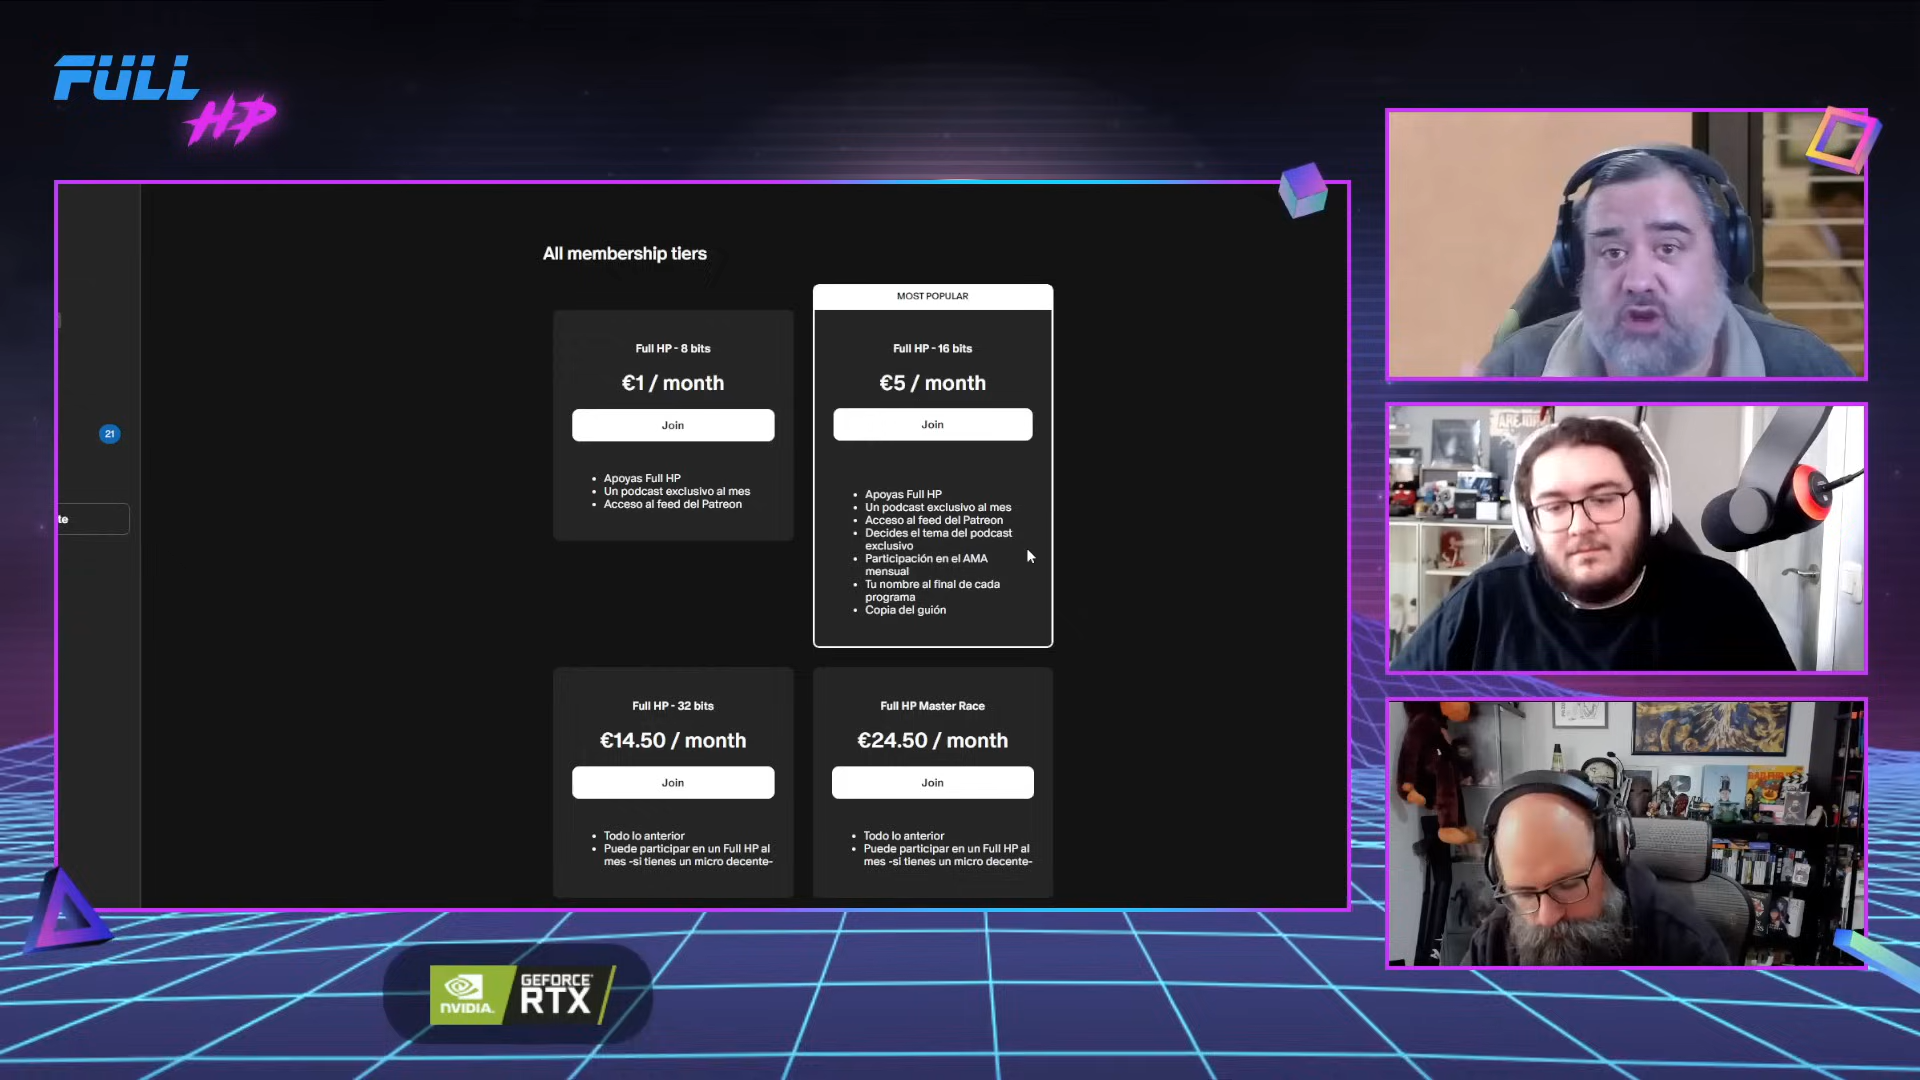 FULL
HP
All membership tiers
MOST POPULAR
Full HP - 8 bits
€1 / month
Join
• Apoyas Full HP
• Un podcast exclusivo al mes
• Acceso al feed del Patreon
Full HP - 16 bits
€5 / month
Join
• Apoyas Full HP
• Un podcast exclusivo al mes
• Acceso al feed del Patreon
• Decides el tema del podcast
exclusivo
• Participación en el AMA
mensual
• Tu nombre al final de cada
programa
• Copia del guión
21
te
Full HP - 32 bits
€14.50 / month
Join
• Todo lo anterior
• Puede participar en un Full HP al
mes -si tienes un micro decente-
Full HP Master Race
€24.50 / month
Join
• Todo lo anterior
• Puede participar en un Full HP al
mes -si tienes un micro decente-
NVIDIA.
GEFORCE
RTX